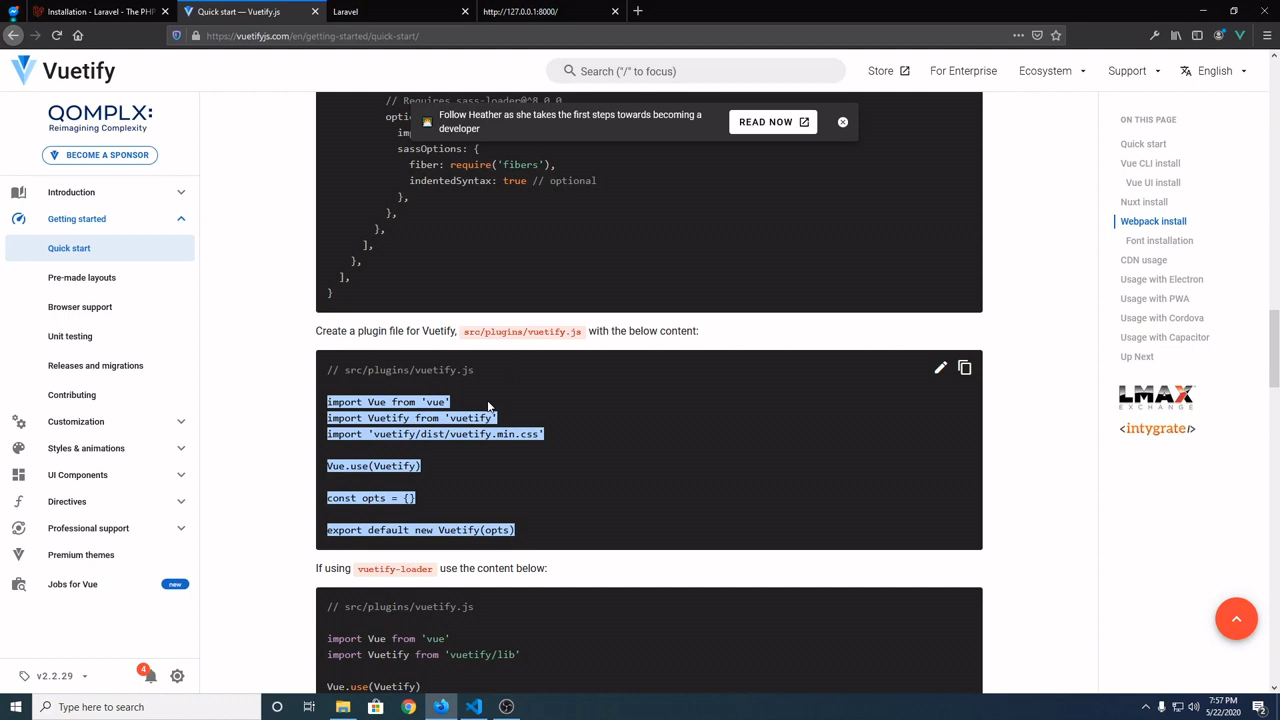 Installation - Laravel - The PHP
Quick start — Vuetify.js
Laravel
http://127.0.0.1:8000/
https://vuetifyjs.com/en/getting-started/quick-start/
Vuetify
Search ("/" to focus)
Store
For Enterprise
Ecosystem
Support
English
QOMPLX:
Reimagining Complexity
BECOME A SPONSOR
Introduction
Getting started
Quick start
Pre-made layouts
Browser support
Unit testing
Releases and migrations
Contributing
Customization
Styles & animations
UI Components
Directives
Professional support
Premium themes
Jobs for Vue
new
v2.2.29
4
// Requires sass-loader@^8.0.0
Follow Heather as she takes the first steps towards becoming a
developer
READ NOW
sassOptions: {
fiber: require('fibers'),
indentedSyntax: true // optional
},
},
},
],
},
],
}
Create a plugin file for Vuetify, src/plugins/vuetify.js with the below content:
// src/plugins/vuetify.js
import Vue from 'vue'
import Vuetify from 'vuetify'
import 'vuetify/dist/vuetify.min.css'
Vue.use(Vuetify)
const opts = {}
export default new Vuetify(opts)
If using vuetify-loader use the content below:
// src/plugins/vuetify.js
import Vue from 'vue'
import Vuetify from 'vuetify/lib'
Vue.use(Vuetify)
ON THIS PAGE
Quick start
Vue CLI install
Vue UI install
Nuxt install
Webpack install
Font installation
CDN usage
Usage with Electron
Usage with PWA
Usage with Cordova
Usage with Capacitor
Up Next
LMAX
EXCHANGE
<intygrate/>
Type here to search
7:57 PM
5/22/2020
2